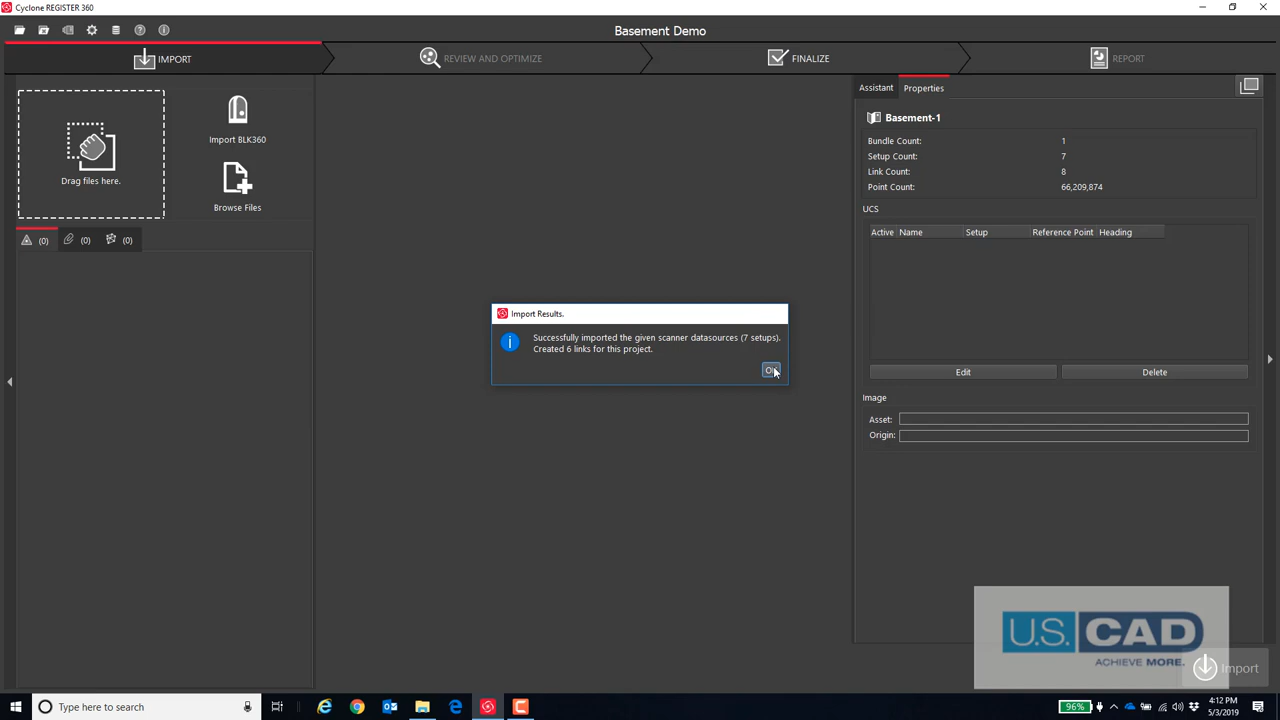 Cyclone REGISTER 360
Basement Demo
IMPORT
REVIEW AND OPTIMIZE
FINALIZE
REPORT
Drag files here.
Import BLK360
Browse Files
(0)
(0)
(0)
Import Results.
Successfully imported the given scanner datasources (7 setups).
Created 6 links for this project.
Assistant
Properties
Basement-1
Bundle Count: 1
Setup Count: 7
Link Count: 8
Point Count: 66,209,874
UCS
Active Name Setup Reference Point Heading
Edit
Delete
Image
Asset:
Origin:
U.S. CAD
ACHIEVE MORE.
Import
Type here to search
96%
4:12 PM
5/3/2019